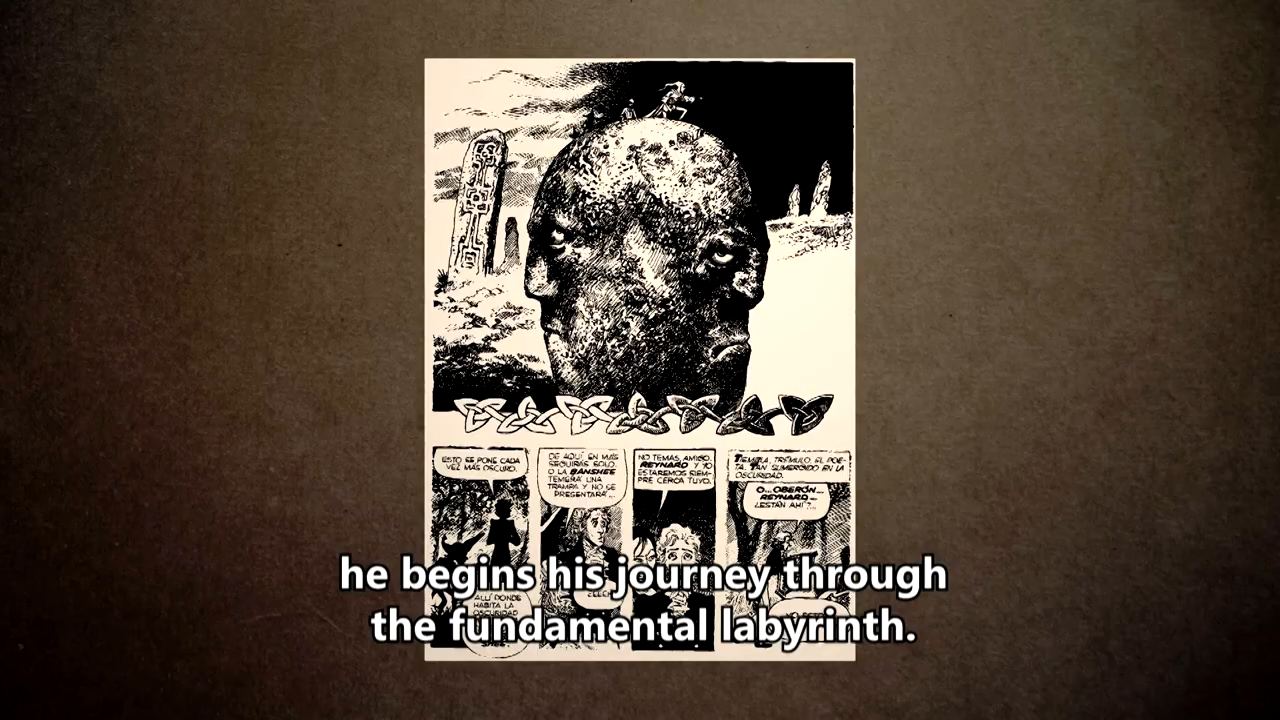 ESTO SE PONE CADA
VEZ MÁS OSCURO.
DE AQUÍ EN MÁS
SEGUIRÁS SOLO.
O LA BANSHEE
TEMERÁ UNA
TRAMPA Y NO SE
PRESENTARÁ...
NO TEMAS, AMIGO.
REYNARD Y YO
ESTAREMOS SIEM-
PRE CERCA TUYO.
TIEMBLA, TRÉMULO, EL POE-
TA. TAN SUMERGIDO EN LA
OSCURIDAD.
O...OBERÓN...
REYNARD...
¿ESTÁN AHÍ?...
ALLÍ DONDE
HABITA LA
OSCURIDAD
he begins his journey through
the fundamental labyrinth.